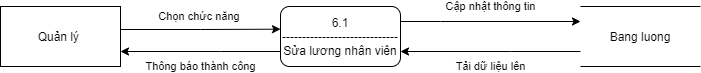 Chọn chức năng
Cập nhật thông tin
6.1
Quản lý
Bang luong
Sửa lương nhân viên
Thông báo thành công
Tải dữ liệu lên